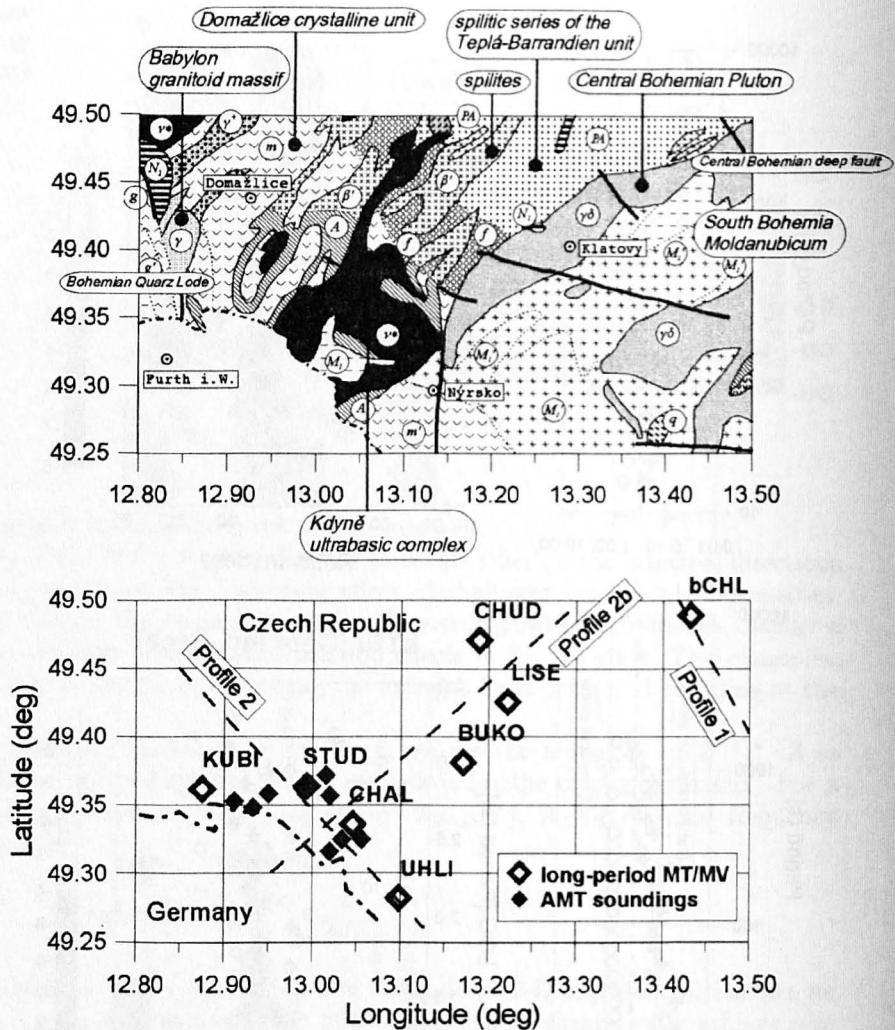 Domažlice crystalline unit
spilitic series of the
Teplá-Barrandien unit
Babylon
granitoid massif
spilites
Central Bohemian Pluton
49.50
49.45
49.40
49.35
49.30
49.25
Central Bohemian deep fault
Domažlice
Klatovy
South Bohemia
Moldanubicum
Bohemian Quarz Lode
Furth i.W.
Nýrsko
12.80 12.90 13.00 13.10 13.20 13.30 13.40 13.50
Kdyně
ultrabasic complex
49.50
49.45
49.40
49.35
49.30
49.25
Latitude (deg)
Czech Republic
CHUD
Profile 2b
bCHL
Profile 2
LISE
Profile 1
BUKO
KUBI
STUD
CHAL
UHLI
Germany
long-period MT/MV
AMT soundings
12.80 12.90 13.00 13.10 13.20 13.30 13.40 13.50
Longitude (deg)